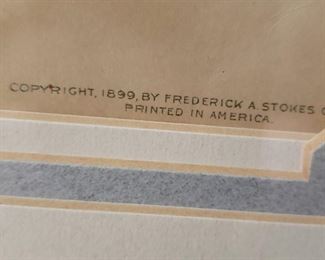 COPYRIGHT, 1899, BY FREDERICK A. STOKES
PRINTED IN AMERICA.